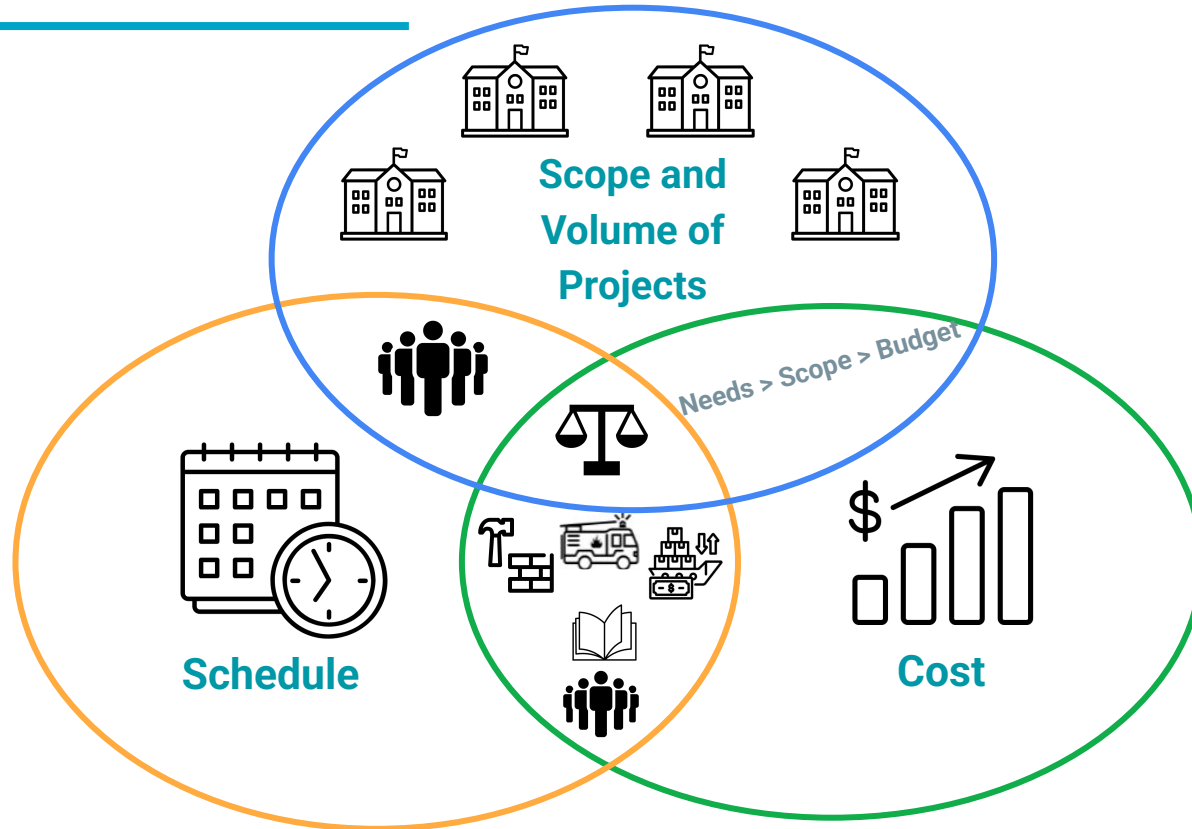 Scope and
Volume of
Projects
Needs > Scope > Budget
$
$
Schedule
Cost